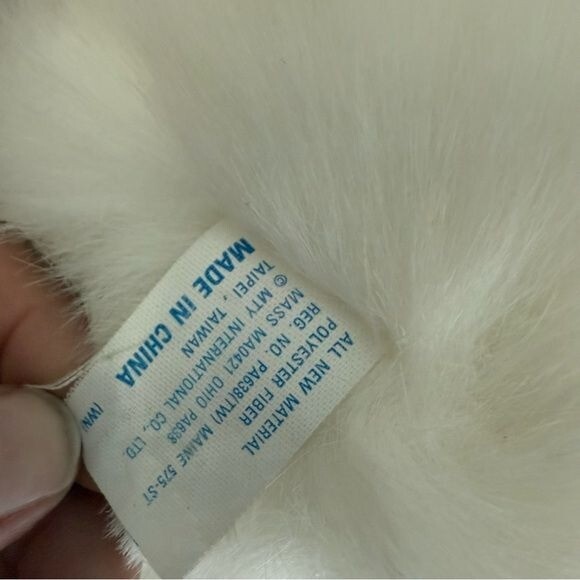 ALL NEW MATERIAL
POLYESTER FIBER
REG. NO. PA638(TW) MAINE 575-ST
MASS MA0421 OHIO PA638
© MTY INTERNATIONAL CO., LTD.
TAIPEI, TAIWAN
MADE IN CHINA